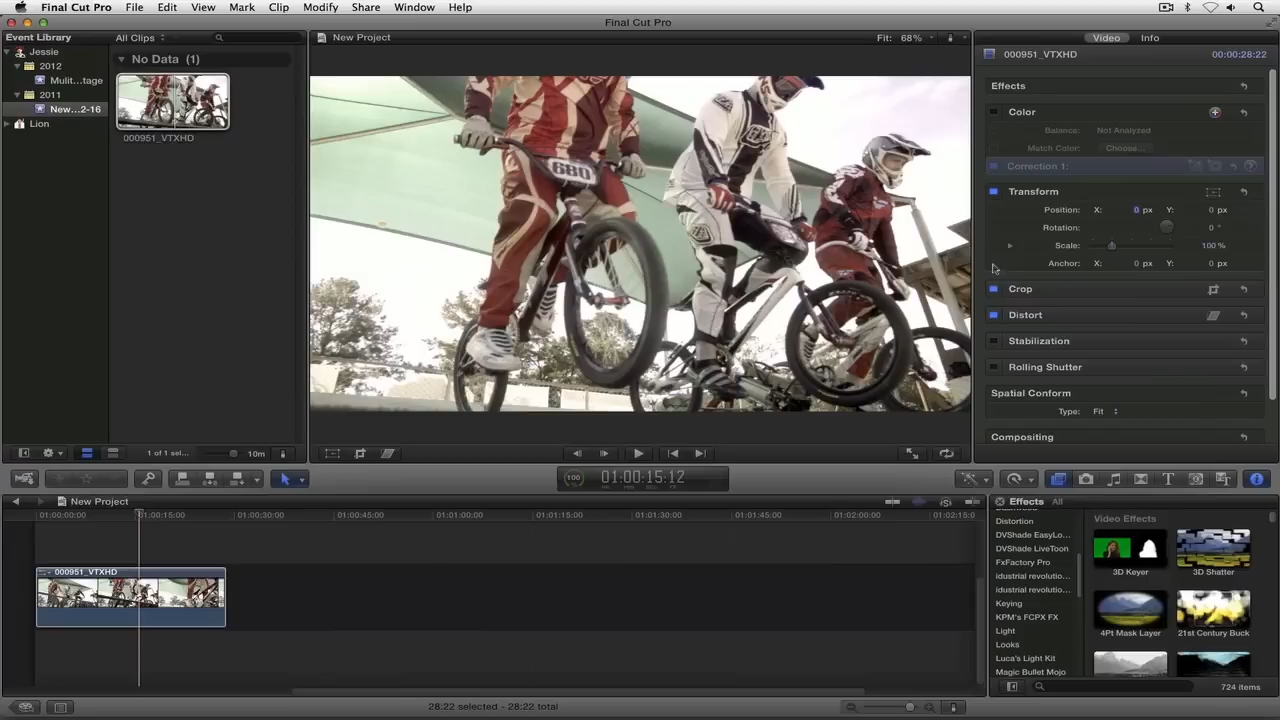 Final Cut Pro File Edit View Mark Clip Modify Share Window Help
Final Cut Pro
Event Library
All Clips
New Project
Fit: 68%
Video Info
Jessie
2012
Mulit...tage
2011
New...2-16
Lion
No Data (1)
000951_VTXHD
000951_VTXHD 00:00:28:22
Effects
Color
Balance: Not Analyzed
Match Color: Choose...
Correction 1:
Transform
Position: X: 0 px Y: 0 px
Rotation: 0 °
Scale: 100 %
Anchor: X: 0 px Y: 0 px
Crop
Distort
Stabilization
Rolling Shutter
Spatial Conform
Type: Fit
Compositing
680
1 of 1 sel... 10m
100 01:00:15:12
HR MIN SEC FR
New Project
01:00:00:00 01:00:15:00 01:00:30:00 01:00:45:00 01:01:00:00 01:01:15:00 01:01:30:00 01:01:45:00 01:02:00:00 01:02:15:0
000951_VTXHD
Effects All
Distortion
DVShade EasyLo...
DVShade LiveToon
FxFactory Pro
idustrial revolutio...
idustrial revolutio...
Keying
KPM's FCPX FX
Light
Looks
Luca's Light Kit
Magic Bullet Mojo
Video Effects
3D Keyer
3D Shatter
4Pt Mask Layer
21st Century Buck
724 items
28:22 selected - 28:22 total